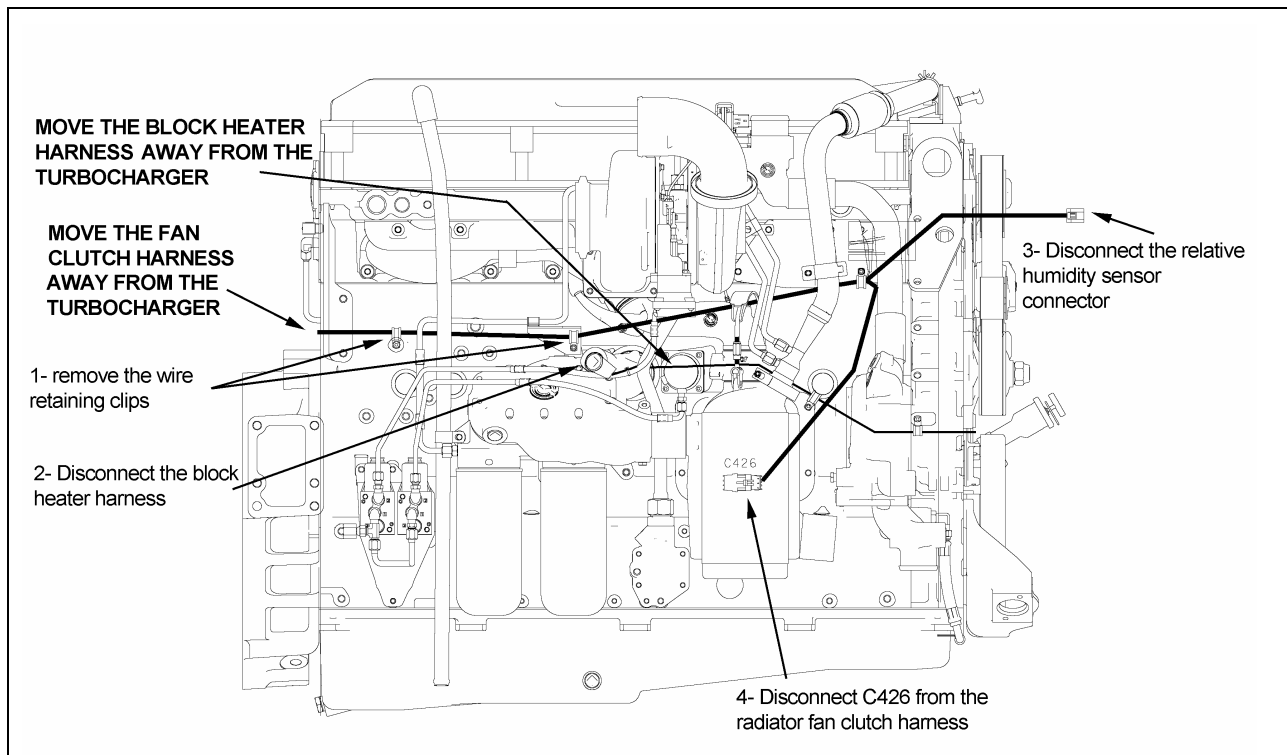 MOVE THE BLOCK HEATER
HARNESS AWAY FROM THE
TURBOCHARGER
MOVE THE FAN
CLUTCH HARNESS
AWAY FROM THE
TURBOCHARGER
3- Disconnect the relative
humidity sensor
connector
1- remove the wire
retaining clips
2- Disconnect the block
heater harness
C426
4- Disconnect C426 from the
radiator fan clutch harness